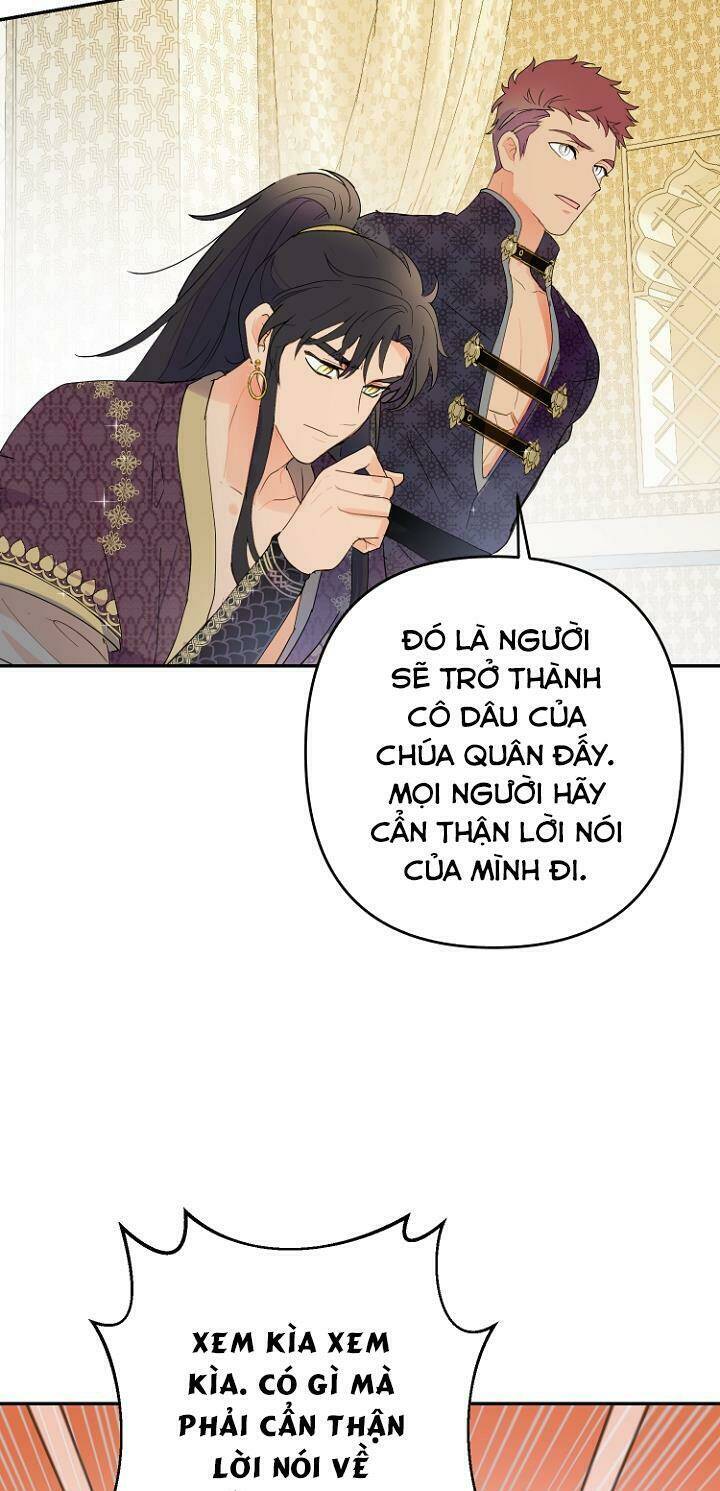 ĐÓ LÀ NGƯỜI
SẼ TRỞ THÀNH
CÔ DÂU CỦA
CHÚA QUÂN ĐẤY.
MỌI NGƯỜI HÃY
CẨN THẬN LỜI NÓI
CỦA MÌNH ĐI.
XEM KÌA XEM
KÌA. CÓ GÌ MÀ
PHẢI CẨN THẬN
LỜI NÓI VỀ